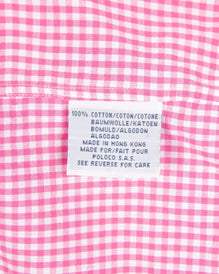 100% COTTON/COTON/COTONE
BAUMWOLLE/KATOEN
BOMULD/ALGODON
ALGODAO
MADE IN HONG KONG
MADE FOR/FAIT POUR
POLOCO S.A.S.
SEE REVERSE FOR CARE